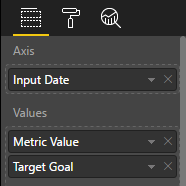 Axis
Input Date
Values
Metric Value
Target Goal